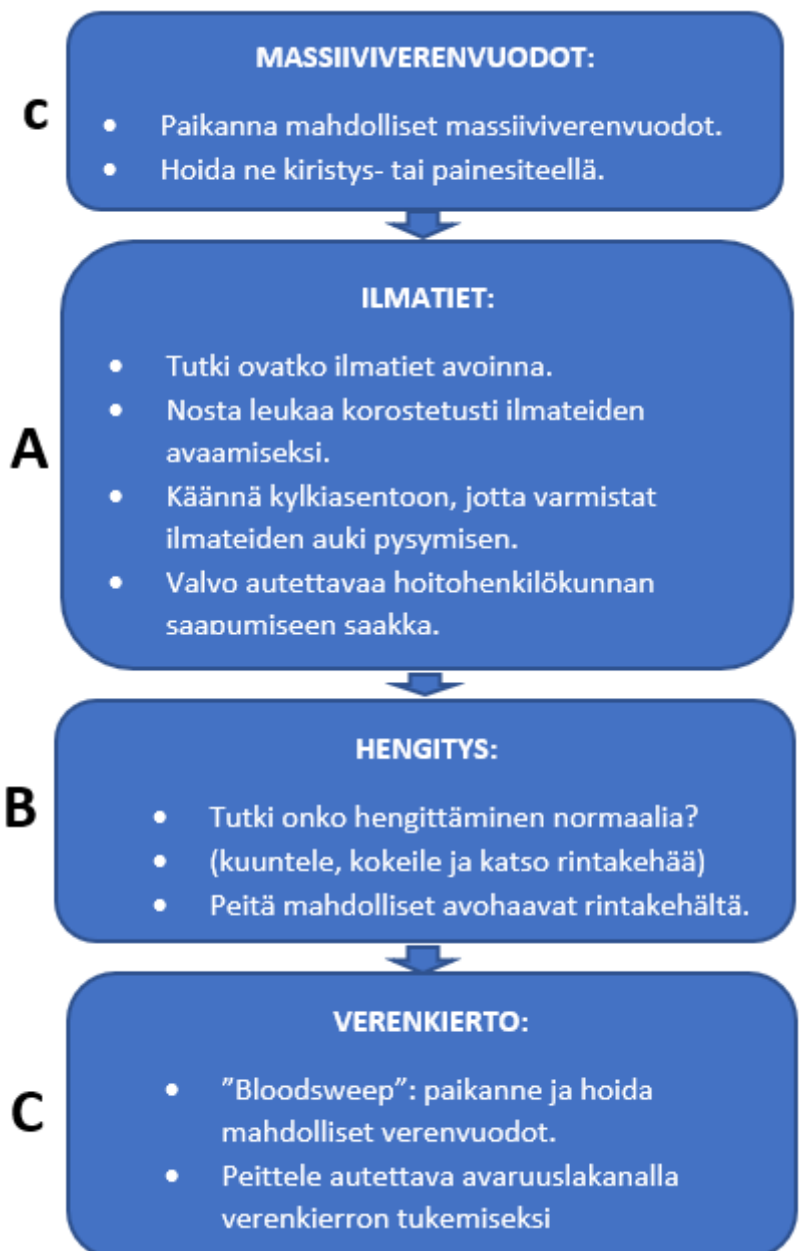 c
MASSIIVIVERENVUODOT:
• Paikanna mahdolliset massiiviverenvuodot.
• Hoida ne kiristys- tai painesiteellä.
A
ILMATIET:
• Tutki ovatko ilmatiet avoinna.
• Nosta leukaa korostetusti ilmateiden
avaamiseksi.
• Käännä kylkiasentoon, jotta varmistat
ilmateiden auki pysymisen.
• Valvo autettavaa hoitohenkilökunnan
saapumiseen saakka.
B
HENGITYS:
• Tutki onko hengittäminen normaalia?
• (kuuntele, kokeile ja katso rintakehää)
• Peitä mahdolliset avohaavat rintakehältä.
C
VERENKIERTO:
• ”Bloodsweep”: paikanne ja hoida
mahdolliset verenvuodot.
• Peittele autettava avaruuslakanalla
verenkierron tukemiseksi